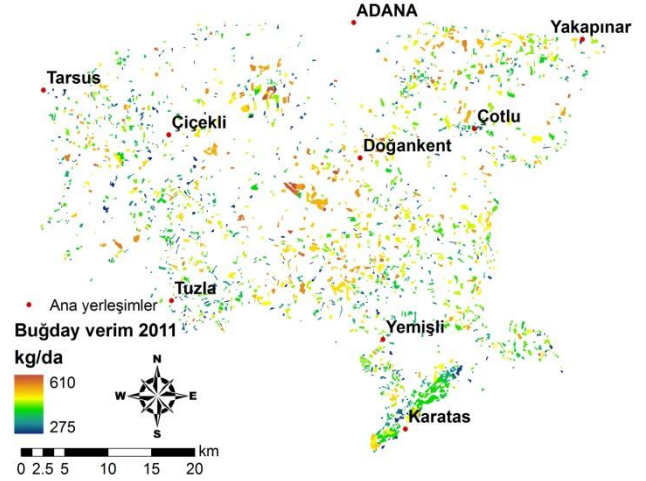 ADANA
Yakapınar
Tarsus
Çiçekli
Çotlu
Doğankent
Tuzla
Ana yerleşimler
Buğday verim 2011
Yemişli
kg/da
610
275
N
W E
S
Karatas
km
0 2.5 5 10 15 20